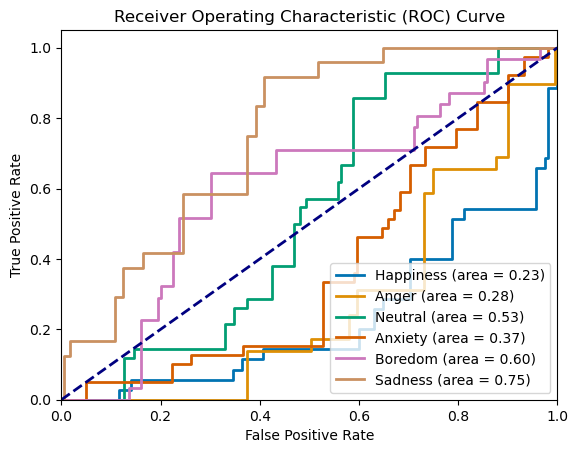 Receiver Operating Characteristic (ROC) Curve
True Positive Rate
1.0
0.8
0.6
0.4
0.2
0.0
Happiness (area = 0.23)
Anger (area = 0.28)
Neutral (area = 0.53)
Anxiety (area = 0.37)
Boredom (area = 0.60)
Sadness (area = 0.75)
0.0 0.2 0.4 0.6 0.8 1.0
False Positive Rate